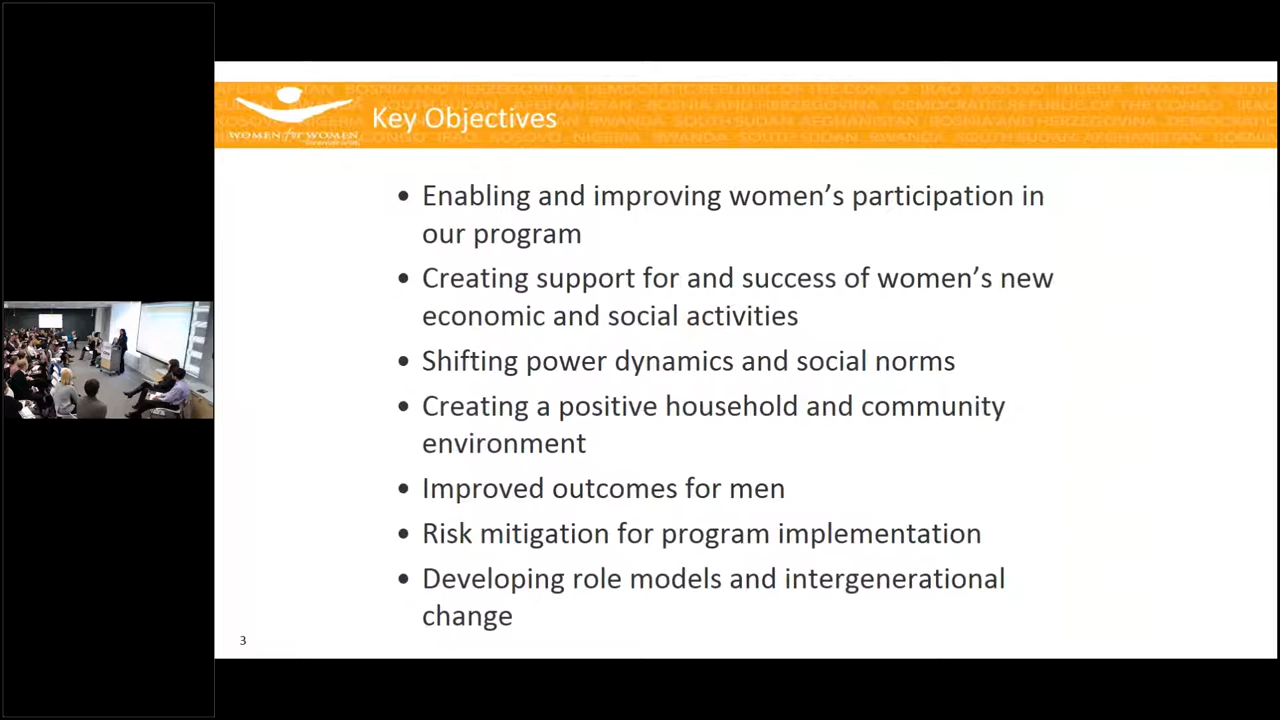 WOMEN for WOMEN
Key Objectives
• Enabling and improving women’s participation in
our program
• Creating support for and success of women’s new
economic and social activities
• Shifting power dynamics and social norms
• Creating a positive household and community
environment
• Improved outcomes for men
• Risk mitigation for program implementation
• Developing role models and intergenerational
change
3